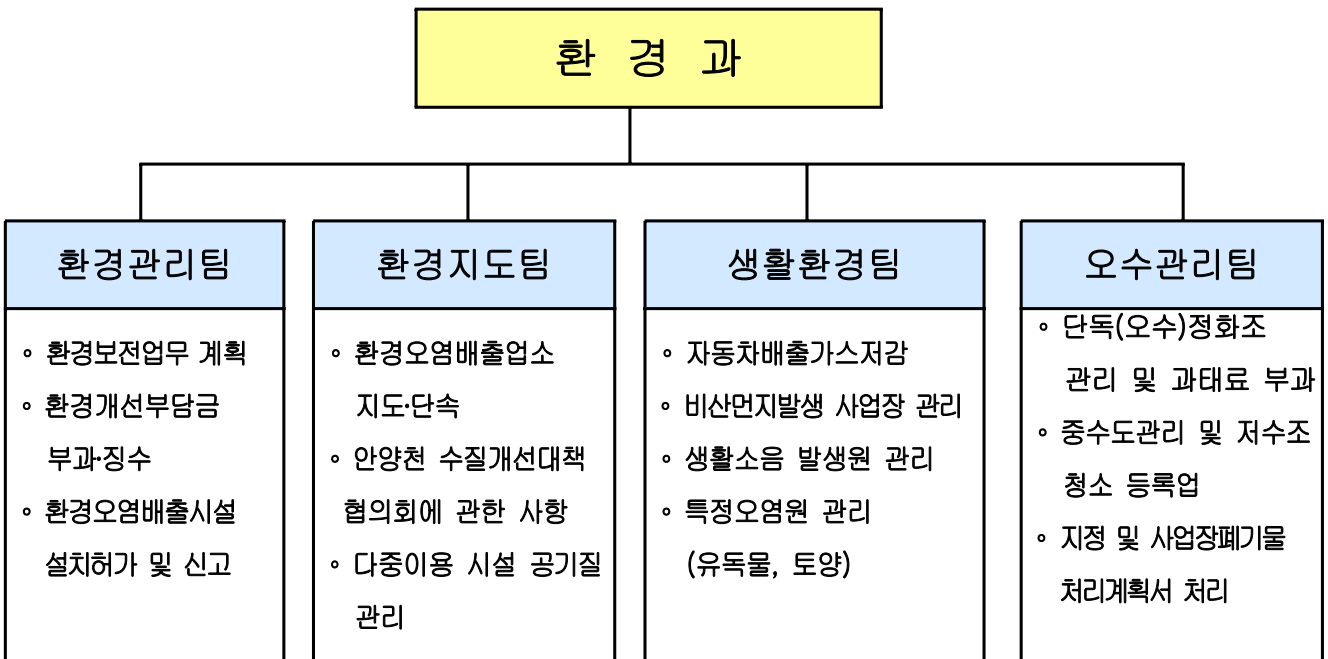 환 경 과
환경관리팀
◦ 환경보전업무 계획
◦ 환경개선부담금
부과·징수
◦ 환경오염배출시설
설치허가 및 신고
환경지도팀
◦ 환경오염배출업소
지도·단속
◦ 안양천 수질개선대책
협의회에 관한 사항
◦ 다중이용 시설 공기질
관리
생활환경팀
◦ 자동차배출가스저감
◦ 비산먼지발생 사업장 관리
◦ 생활소음 발생원 관리
◦ 특정오염원 관리
(유독물, 토양)
오수관리팀
◦ 단독(오수)정화조
관리 및 과태료 부과
◦ 중수도관리 및 저수조
청소 등록업
◦ 지정 및 사업장폐기물
처리계획서 처리